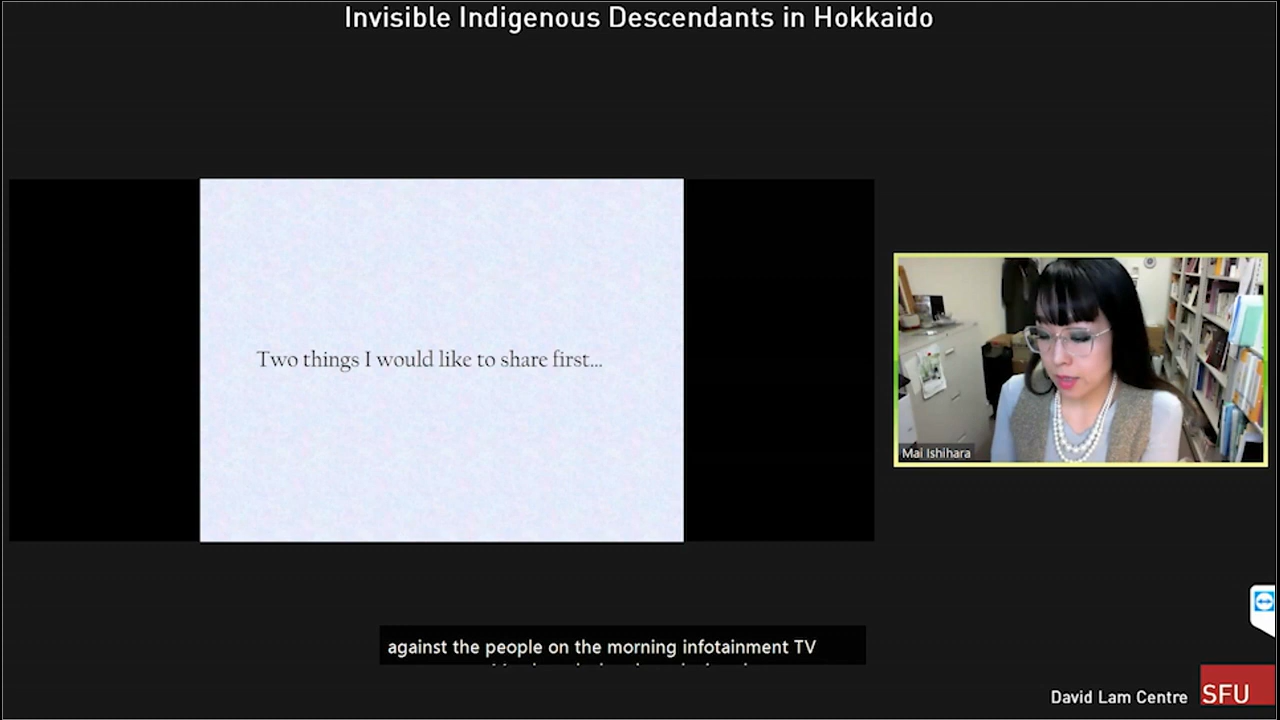 Invisible Indigenous Descendants in Hokkaido
Two things I would like to share first...
Mai Ishihara
against the people on the morning infotainment TV
David Lam Centre
SFU